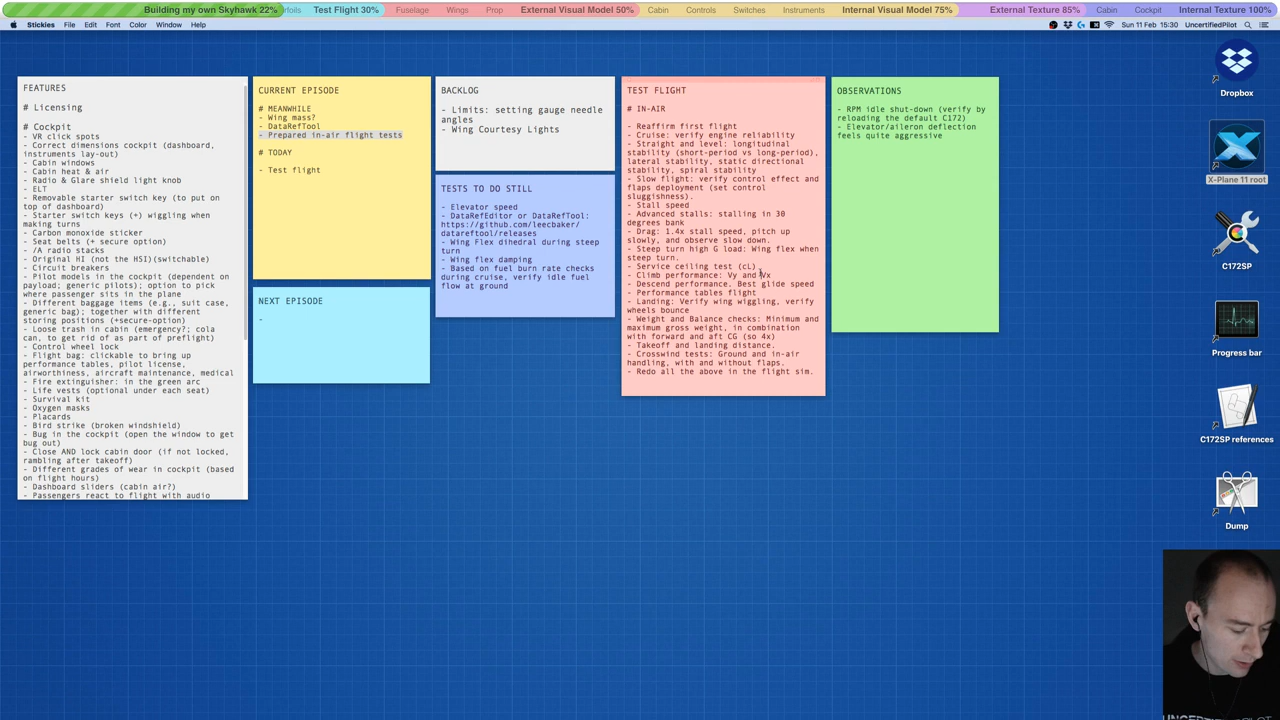 Building my own Skyhawk 22%
rfoils
Test Flight 30%
Fuselage
Wings
Prop
External Visual Model 50%
Cabin
Controls
Switches
Instruments
Internal Visual Model 75%
External Texture 85%
Cabin
Cockpit
Internal Texture 100%
Stickies
File
Edit
Font
Color
Window
Help
Sun 11 Feb
15:30
UncertifiedPilot
FEATURES
# Licensing
# Cockpit
- VR click spots
- Correct dimensions cockpit (dashboard,
instruments lay-out)
- Cabin windows
- Cabin heat & air
- Radio & Glare shield light knob
- ELT
- Removable starter switch key (to put on
top of dashboard)
- Starter switch keys (+) wiggling when
making turns
- Carbon monoxide sticker
- Seat belts (+ secure option)
- /A radio stacks
- Original HI (not the HSI)(switchable)
- Circuit breakers
- Pilot models in the cockpit (dependent on
payload; generic pilots); option to pick
where passenger sits in the plane
- Different baggage items (e.g., suit case,
generic bag); together with different
storing positions (+secure-option)
- Loose trash in cabin (emergency?; cola
can, to get rid of as part of preflight)
- Control wheel lock
- Flight bag: clickable to bring up
performance tables, pilot license,
airworthiness, aircraft maintenance, medical
- Fire extinguisher: in the green arc
- Life vests (optional under each seat)
- Survival kit
- Oxygen masks
- Placards
- Bird strike (broken windshield)
- Bug in the cockpit (open the window to get
bug out)
- Close AND lock cabin door (if not locked,
rambling after takeoff)
- Different grades of wear in cockpit (based
on flight hours)
- Dashboard sliders (cabin air?)
- Passengers react to flight with audio
CURRENT EPISODE
# MEANWHILE
- Wing mass?
- DataRefTool
- Prepared in-air flight tests
# TODAY
- Test flight
NEXT EPISODE
-
BACKLOG
- Limits: setting gauge needle
angles
- Wing Courtesy Lights
TESTS TO DO STILL
- Elevator speed
- DataRefEditor or DataRefTool:
https://github.com/leecbaker/
datareftool/releases
- Wing Flex dihedral during steep
turn
- Wing flex damping
- Based on fuel burn rate checks
during cruise, verify idle fuel
flow at ground
TEST FLIGHT
# IN-AIR
- Reaffirm first flight
- Cruise: verify engine reliability
- Straight and level: longitudinal
stability (short-period vs long-period),
lateral stability, static directional
stability, spiral stability
- Slow flight: verify control effect and
flaps deployment (set control
sluggishness).
- Stall speed
- Advanced stalls: stalling in 30
degrees bank
- Drag: 1.4x stall speed, pitch up
slowly, and observe slow down.
- Steep turn high G load: Wing flex when
steep turn.
- Service ceiling test (cL)
- Climb performance: Vy and Vx
- Descend performance. Best glide speed
- Performance tables flight
- Landing: Verify wing wiggling, verify
wheels bounce
- Weight and Balance checks: Minimum and
maximum gross weight, in combination
with forward and aft CG (so 4x)
- Takeoff and landing distance.
- Crosswind tests: Ground and in-air
handling, with and without flaps.
- Redo all the above in the flight sim.
OBSERVATIONS
- RPM idle shut-down (verify by
reloading the default C172)
- Elevator/aileron deflection
feels quite aggressive
Dropbox
X-Plane 11 root
C172SP
Progress bar
C172SP references
Dump